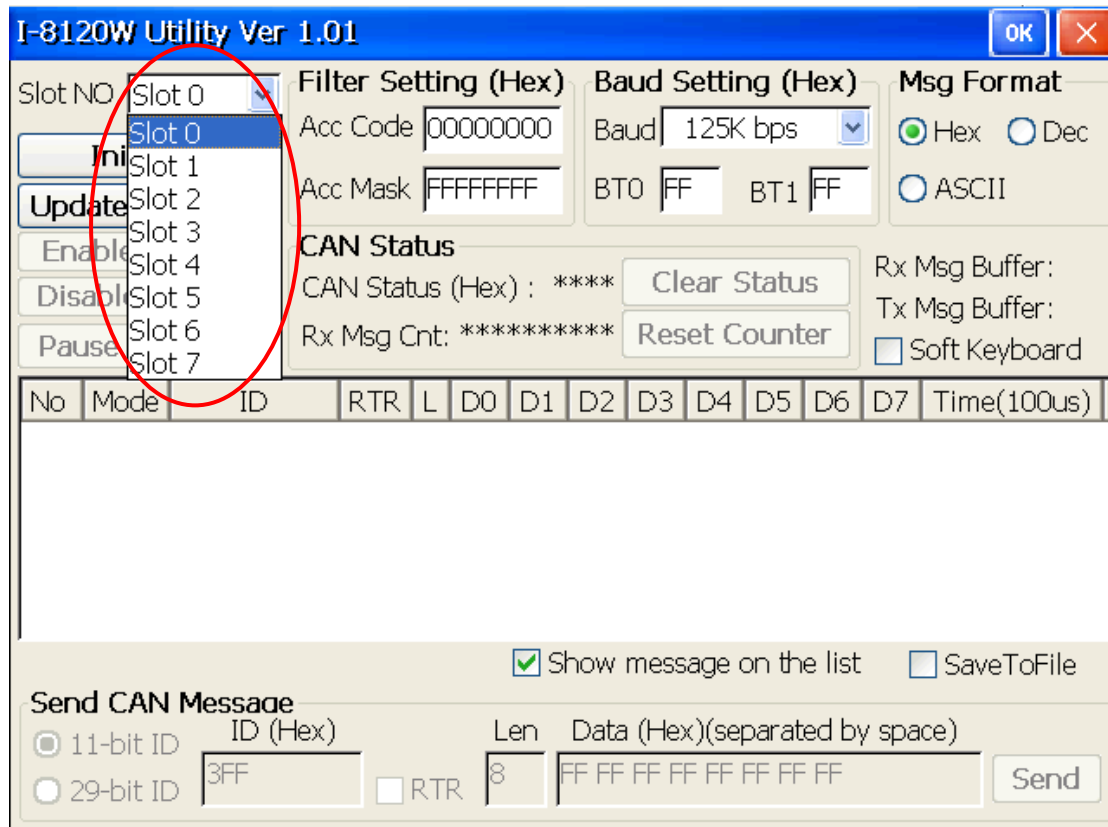 I-8120W Utility Ver 1.01
OK
Slot NO Slot 0
Slot 0
Slot 1
Slot 2
Slot 3
Slot 4
Slot 5
Slot 6
Slot 7
Ini
Update
Enable
Disabl
Pause
Filter Setting (Hex)
Acc Code 00000000
Acc Mask FFFFFFFF
Baud Setting (Hex)
Baud 125K bps
BT0 FF BT1 FF
Msg Format
Hex Dec
ASCII
CAN Status
CAN Status (Hex) : **** Clear Status
Rx Msg Cnt: ********** Reset Counter
Rx Msg Buffer:
Tx Msg Buffer:
Soft Keyboard
No Mode ID RTR L D0 D1 D2 D3 D4 D5 D6 D7 Time(100us)
Show message on the list SaveToFile
Send CAN Message
11-bit ID
29-bit ID
ID (Hex)
3FF
RTR
Len
8
Data (Hex)(separated by space)
FF FF FF FF FF FF FF FF
Send